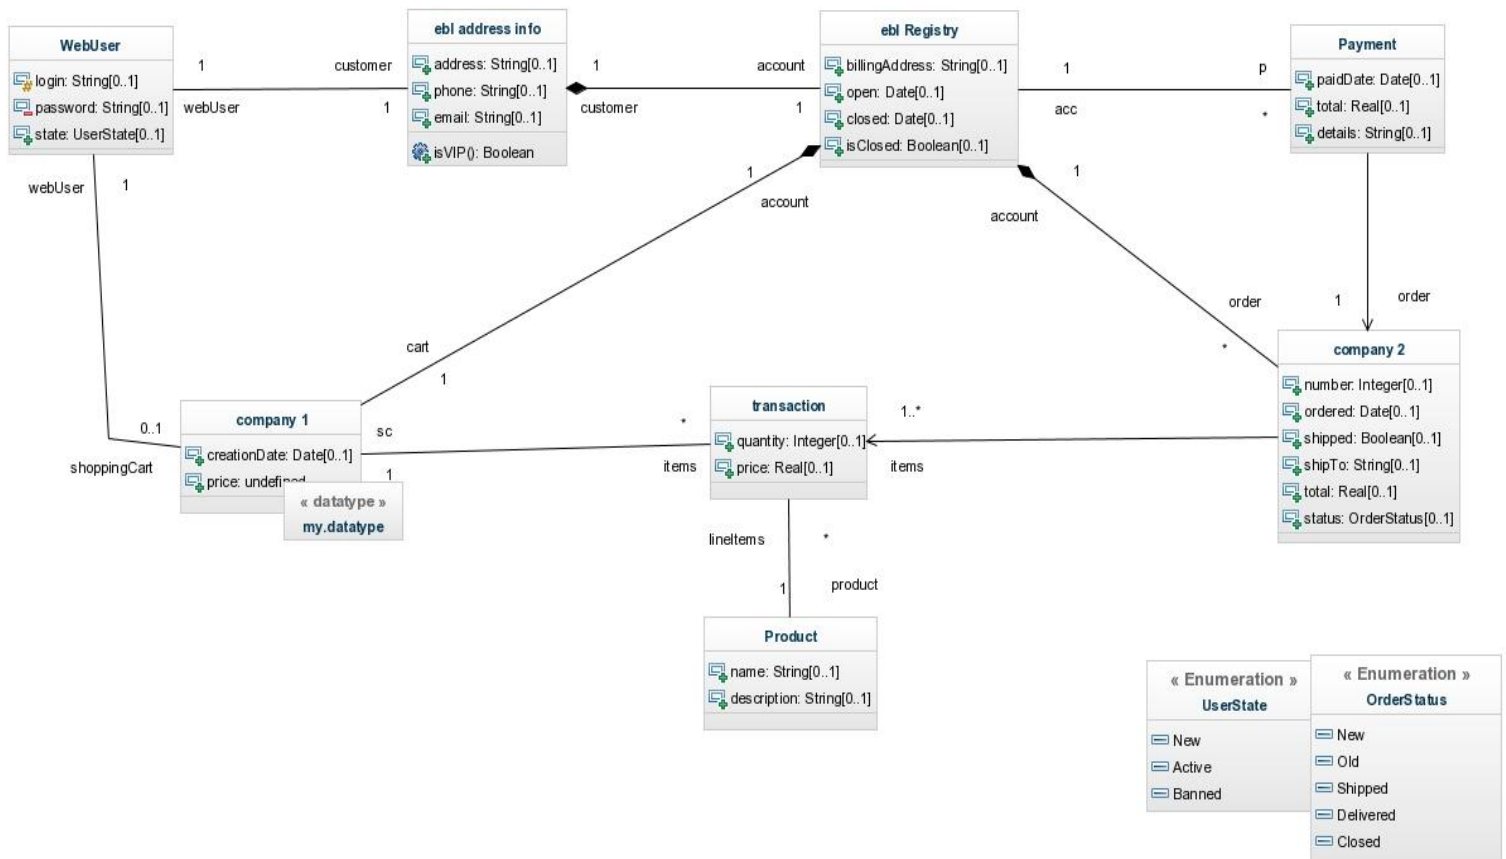 WebUser
login: String[0..1]
password: String[0..1]
state: UserState[0..1]
1
customer
webUser
1
ebl address info
address: String[0..1]
phone: String[0..1]
email: String[0..1]
isVIP(): Boolean
1
account
customer
1
ebl Registry
billingAddress: String[0..1]
open: Date[0..1]
closed: Date[0..1]
isClosed: Boolean[0..1]
1
p
acc
*
Payment
paidDate: Date[0..1]
total: Real[0..1]
details: String[0..1]
webUser
1
1
account
1
account
cart
1
order
*
1
order
0..1
shoppingCart
company 1
creationDate: Date[0..1]
price: undefined
« datatype »
my.datatype
sc
1
*
items
transaction
quantity: Integer[0..1]
price: Real[0..1]
1..*
items
company 2
number: Integer[0..1]
ordered: Date[0..1]
shipped: Boolean[0..1]
shipTo: String[0..1]
total: Real[0..1]
status: OrderStatus[0..1]
lineItems
*
1
product
Product
name: String[0..1]
description: String[0..1]
« Enumeration »
UserState
New
Active
Banned
« Enumeration »
OrderStatus
New
Old
Shipped
Delivered
Closed